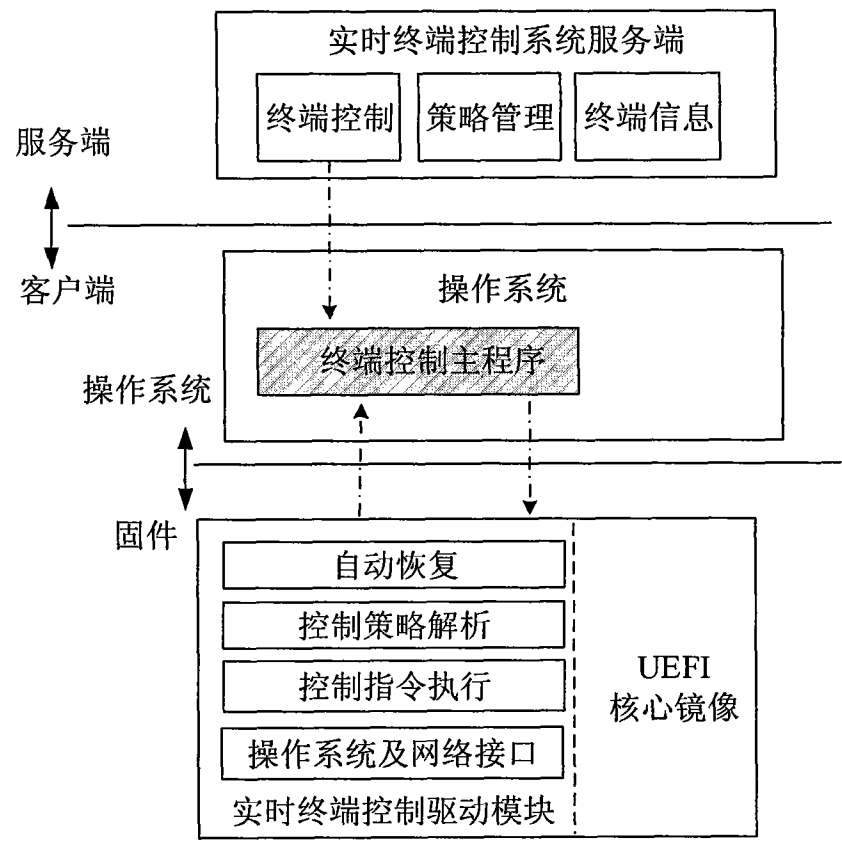 实时终端控制系统服务端
终端控制
策略管理
终端信息
服务端
客户端
操作系统
终端控制主程序
操作系统
固件
自动恢复
控制策略解析
控制指令执行
操作系统及网络接口
实时终端控制驱动模块
UEFI
核心镜像